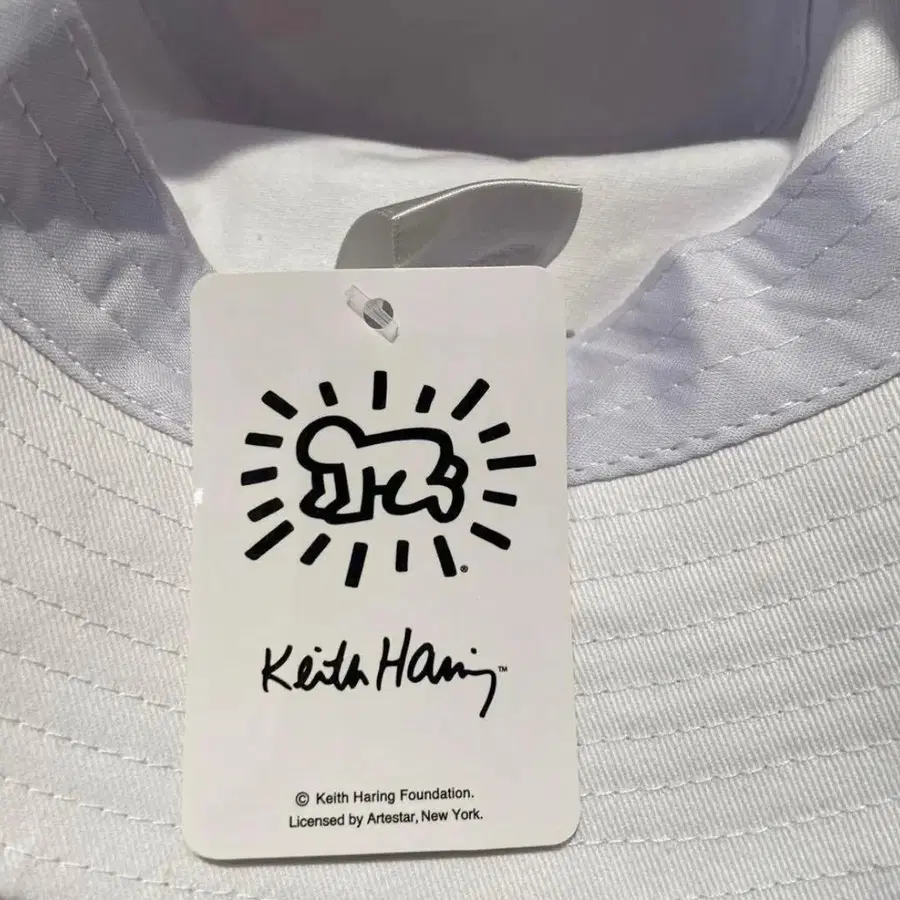 ®
Keith Haring™
© Keith Haring Foundation.
Licensed by Artestar, New York.